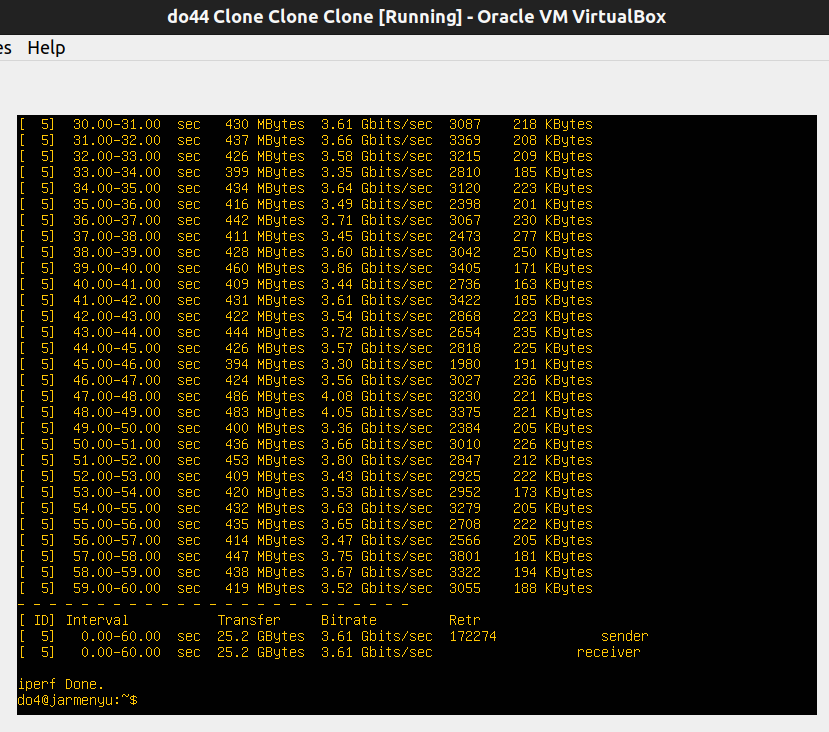 do44 Clone Clone Clone [Running] - Oracle VM VirtualBox
es Help
[  5]  30.00-31.00  sec   430 MBytes  3.61 Gbits/sec  3087    218 KBytes
[  5]  31.00-32.00  sec   437 MBytes  3.66 Gbits/sec  3369    208 KBytes
[  5]  32.00-33.00  sec   426 MBytes  3.58 Gbits/sec  3215    209 KBytes
[  5]  33.00-34.00  sec   399 MBytes  3.35 Gbits/sec  2810    185 KBytes
[  5]  34.00-35.00  sec   434 MBytes  3.64 Gbits/sec  3120    223 KBytes
[  5]  35.00-36.00  sec   416 MBytes  3.49 Gbits/sec  2398    201 KBytes
[  5]  36.00-37.00  sec   442 MBytes  3.71 Gbits/sec  3067    230 KBytes
[  5]  37.00-38.00  sec   411 MBytes  3.45 Gbits/sec  2473    277 KBytes
[  5]  38.00-39.00  sec   428 MBytes  3.60 Gbits/sec  3042    250 KBytes
[  5]  39.00-40.00  sec   460 MBytes  3.86 Gbits/sec  3405    171 KBytes
[  5]  40.00-41.00  sec   409 MBytes  3.44 Gbits/sec  2736    163 KBytes
[  5]  41.00-42.00  sec   431 MBytes  3.61 Gbits/sec  3422    185 KBytes
[  5]  42.00-43.00  sec   422 MBytes  3.54 Gbits/sec  2868    223 KBytes
[  5]  43.00-44.00  sec   444 MBytes  3.72 Gbits/sec  2654    235 KBytes
[  5]  44.00-45.00  sec   426 MBytes  3.57 Gbits/sec  2818    225 KBytes
[  5]  45.00-46.00  sec   394 MBytes  3.30 Gbits/sec  1980    191 KBytes
[  5]  46.00-47.00  sec   424 MBytes  3.56 Gbits/sec  3027    236 KBytes
[  5]  47.00-48.00  sec   486 MBytes  4.08 Gbits/sec  3230    221 KBytes
[  5]  48.00-49.00  sec   483 MBytes  4.05 Gbits/sec  3375    221 KBytes
[  5]  49.00-50.00  sec   400 MBytes  3.36 Gbits/sec  2384    205 KBytes
[  5]  50.00-51.00  sec   436 MBytes  3.66 Gbits/sec  3010    226 KBytes
[  5]  51.00-52.00  sec   453 MBytes  3.80 Gbits/sec  2847    212 KBytes
[  5]  52.00-53.00  sec   409 MBytes  3.43 Gbits/sec  2925    222 KBytes
[  5]  53.00-54.00  sec   420 MBytes  3.53 Gbits/sec  2952    173 KBytes
[  5]  54.00-55.00  sec   432 MBytes  3.63 Gbits/sec  3279    205 KBytes
[  5]  55.00-56.00  sec   435 MBytes  3.65 Gbits/sec  2708    222 KBytes
[  5]  56.00-57.00  sec   414 MBytes  3.47 Gbits/sec  2566    205 KBytes
[  5]  57.00-58.00  sec   447 MBytes  3.75 Gbits/sec  3801    181 KBytes
[  5]  58.00-59.00  sec   438 MBytes  3.67 Gbits/sec  3322    194 KBytes
[  5]  59.00-60.00  sec   419 MBytes  3.52 Gbits/sec  3055    188 KBytes
- - - - - - - - - - - - - - - - - - - - - - - - -
[ ID] Interval           Transfer     Bitrate         Retr
[  5]   0.00-60.00  sec  25.2 GBytes  3.61 Gbits/sec  172274             sender
[  5]   0.00-60.00  sec  25.2 GBytes  3.61 Gbits/sec                  receiver
iperf Done.
do4@jarmenyu:~$